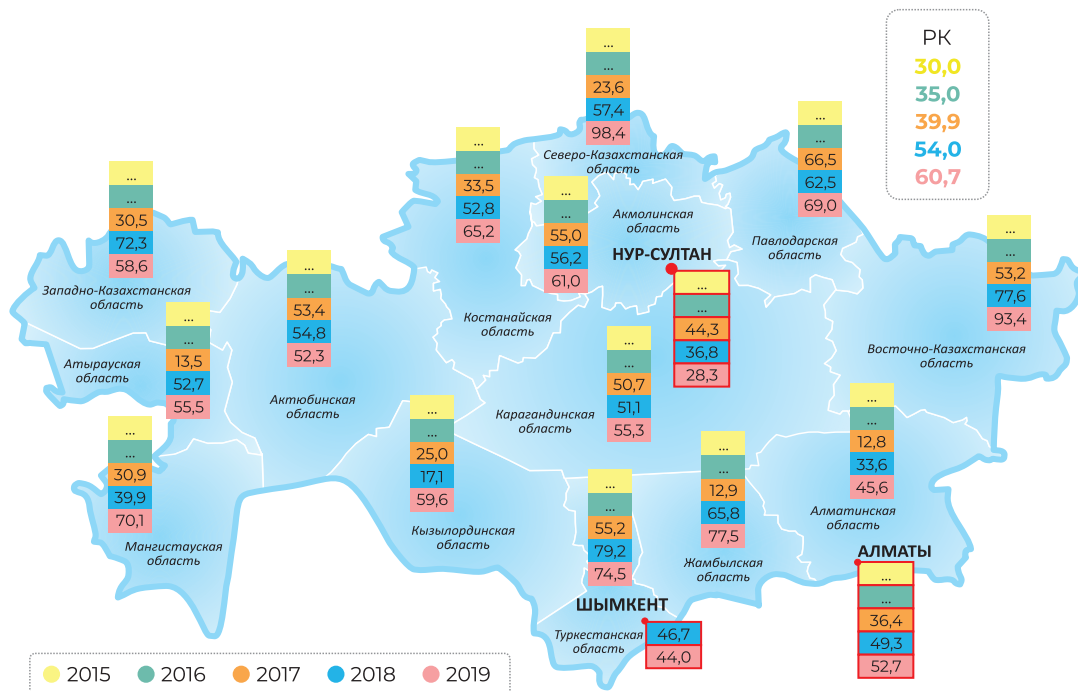 РК
30,0
35,0
39,9
54,0
60,7
...
...
23,6
57,4
98,4
Северо-Казахстанская
область
...
...
33,5
52,8
65,2
Костанайская
область
...
...
55,0
56,2
61,0
Акмолинская
область
...
...
66,5
62,5
69,0
Павлодарская
область
...
...
30,5
72,3
58,6
Западно-Казахстанская
область
...
...
53,4
54,8
52,3
Актюбинская
область
НУР-СУЛТАН
...
...
44,3
36,8
28,3
...
...
53,2
77,6
93,4
Восточно-Казахстанская
область
...
...
13,5
52,7
55,5
Атырауская
область
...
...
50,7
51,1
55,3
Карагандинская
область
...
...
30,9
39,9
70,1
Мангистауская
область
...
...
25,0
17,1
59,6
Кызылординская
область
...
...
55,2
79,2
74,5
Туркестанская
область
...
...
12,9
65,8
77,5
Жамбылская
область
...
...
12,8
33,6
45,6
Алматинская
область
ШЫМКЕНТ
46,7
44,0
АЛМАТЫ
...
...
36,4
49,3
52,7
2015 2016 2017 2018 2019